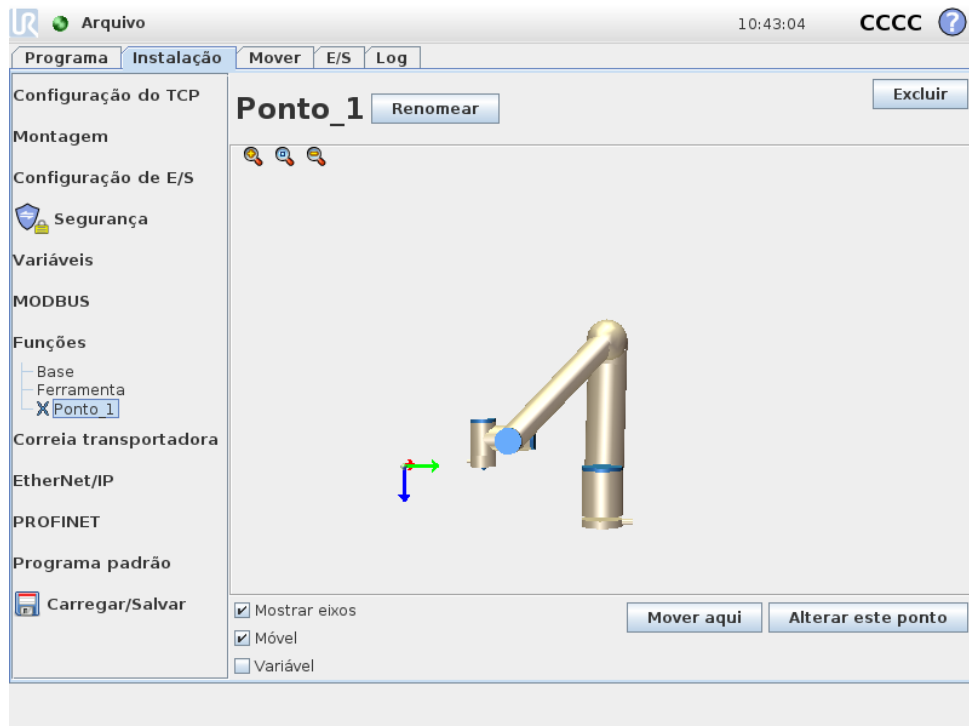 UR Arquivo 10:43:04 CCCC ?
Programa Instalação Mover E/S Log
Configuração do TCP
Montagem
Configuração de E/S
Segurança
Variáveis
MODBUS
Funções
Base
Ferramenta
Ponto_1
Correia transportadora
EtherNet/IP
PROFINET
Programa padrão
Carregar/Salvar
Ponto_1 Renomear Excluir
Mostrar eixos
Móvel
Variável
Mover aqui Alterar este ponto